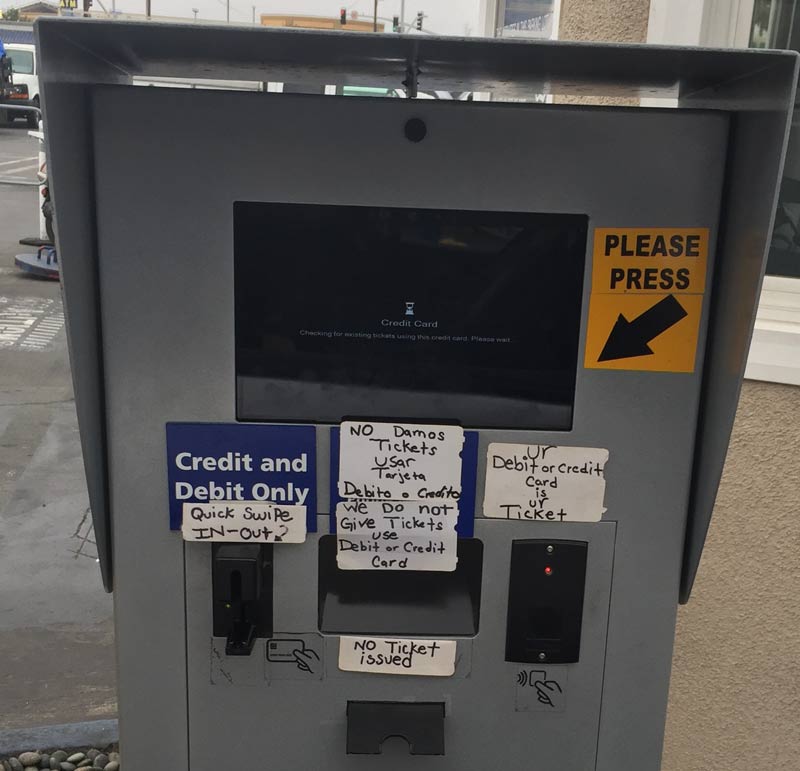 ATM
PLEASE
PRESS
Credit Card
Checking for existing tickets using this credit card. Please wait
Credit and
Debit Only
Quick Swipe
IN-Out?
NO Damos
Tickets
usar
Tarjeta
Debito o Credito
We Do not
Give Tickets
use
Debit or Credit
Card
ur
Debit or Credit
Card
is
ur
Ticket
NO Ticket
issued